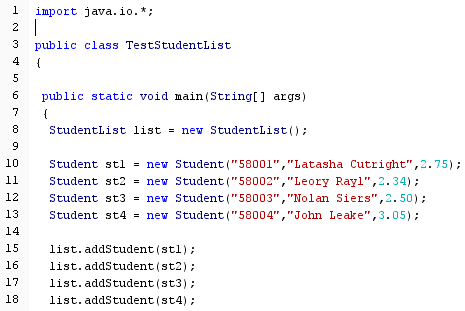 1 import java.io.*;
2
3 public class TestStudentList
4 {
5
6 public static void main(String[] args)
7 {
8 StudentList list = new StudentList();
9
10 Student st1 = new Student("58001","Latasha Cutright",2.75);
11 Student st2 = new Student("58002","Leory Rayl",2.34);
12 Student st3 = new Student("58003","Nolan Siers",2.50);
13 Student st4 = new Student("58004","John Leake",3.05);
14
15 list.addStudent(st1);
16 list.addStudent(st2);
17 list.addStudent(st3);
18 list.addStudent(st4);